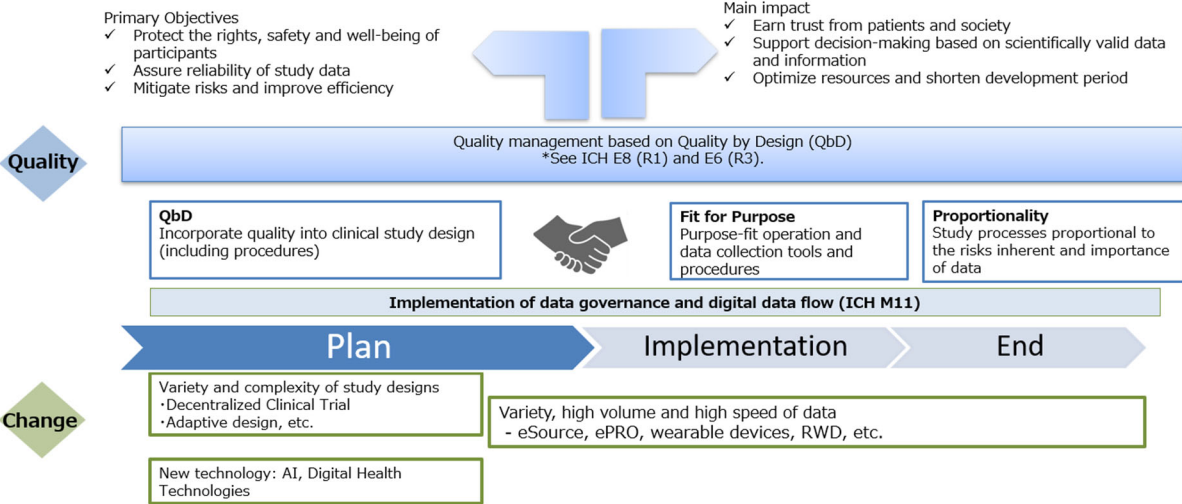 Primary Objectives
✓ Protect the rights, safety and well-being of
participants
✓ Assure reliability of study data
✓ Mitigate risks and improve efficiency
Main impact
✓ Earn trust from patients and society
✓ Support decision-making based on scientifically valid data
and information
✓ Optimize resources and shorten development period
Quality
Quality management based on Quality by Design (QbD)
*See ICH E8 (R1) and E6 (R3).
QbD
Incorporate quality into clinical study design
(including procedures)
Fit for Purpose
Purpose-fit operation and
data collection tools and
procedures
Proportionality
Study processes proportional to
the risks inherent and importance
of data
Implementation of data governance and digital data flow (ICH M11)
Plan
Implementation
End
Change
Variety and complexity of study designs
・Decentralized Clinical Trial
・Adaptive design, etc.
Variety, high volume and high speed of data
- eSource, ePRO, wearable devices, RWD, etc.
New technology: AI, Digital Health
Technologies